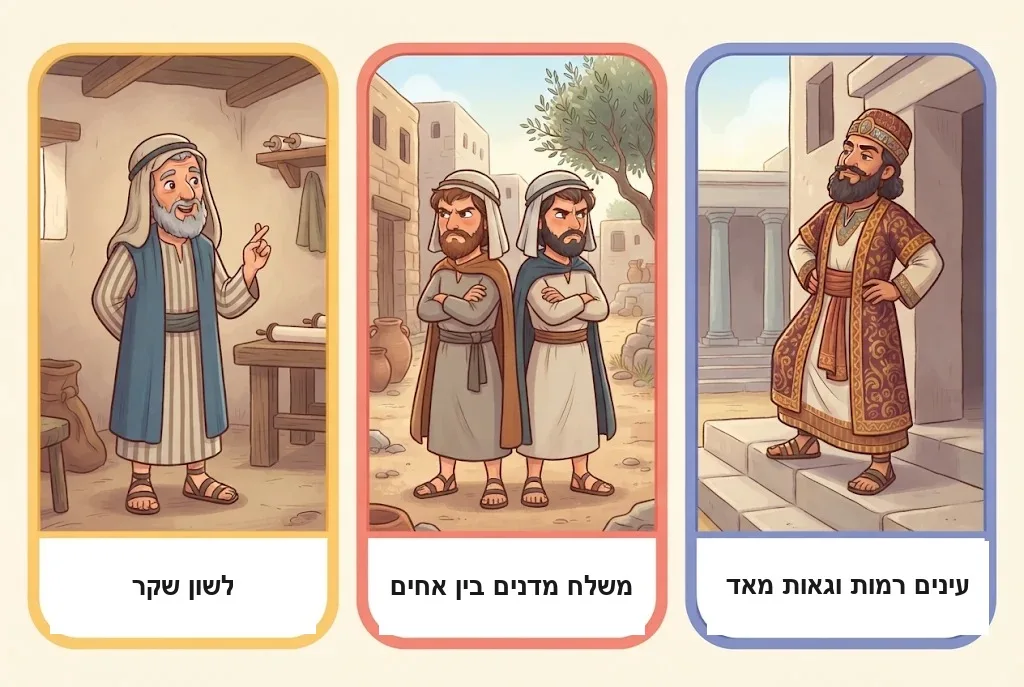 עינים רמות וגאות מאד
משלח מדנים בין אחים
לשון שקר